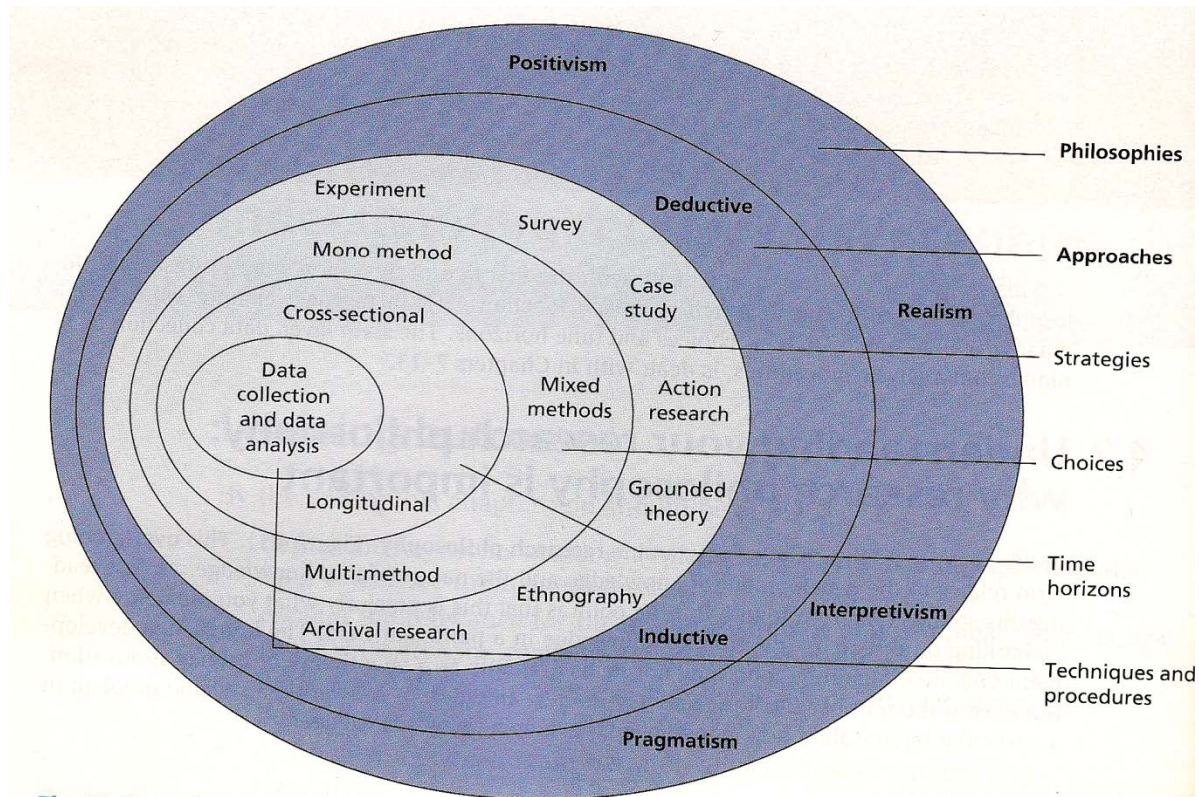 Positivism
Philosophies
Experiment
Deductive
Survey
Mono method
Approaches
Case
study
Cross-sectional
Realism
Strategies
Data
collection
and data
analysis
Mixed
methods
Action
research
Choices
Longitudinal
Grounded
theory
Multi-method
Time
horizons
Ethnography
Interpretivism
Archival research
Inductive
Techniques and
procedures
Pragmatism